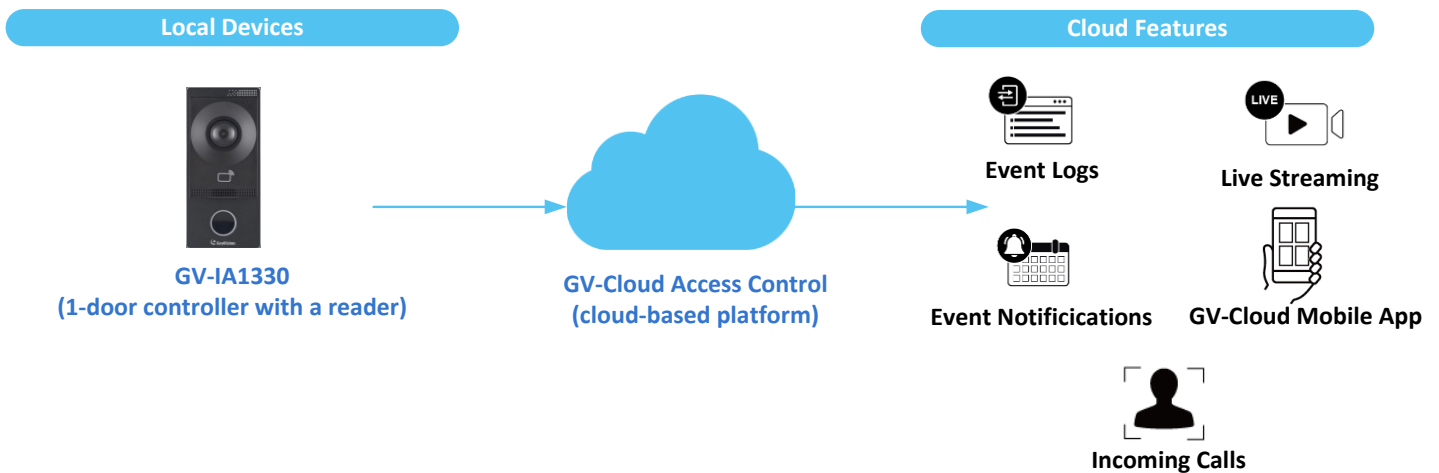 Local Devices
Cloud Features
LIVE
Event Logs
Live Streaming
GeoVision
GV-IA1330
(1-door controller with a reader)
GV-Cloud Access Control
(cloud-based platform)
Event Notificications
GV-Cloud Mobile App
Incoming Calls